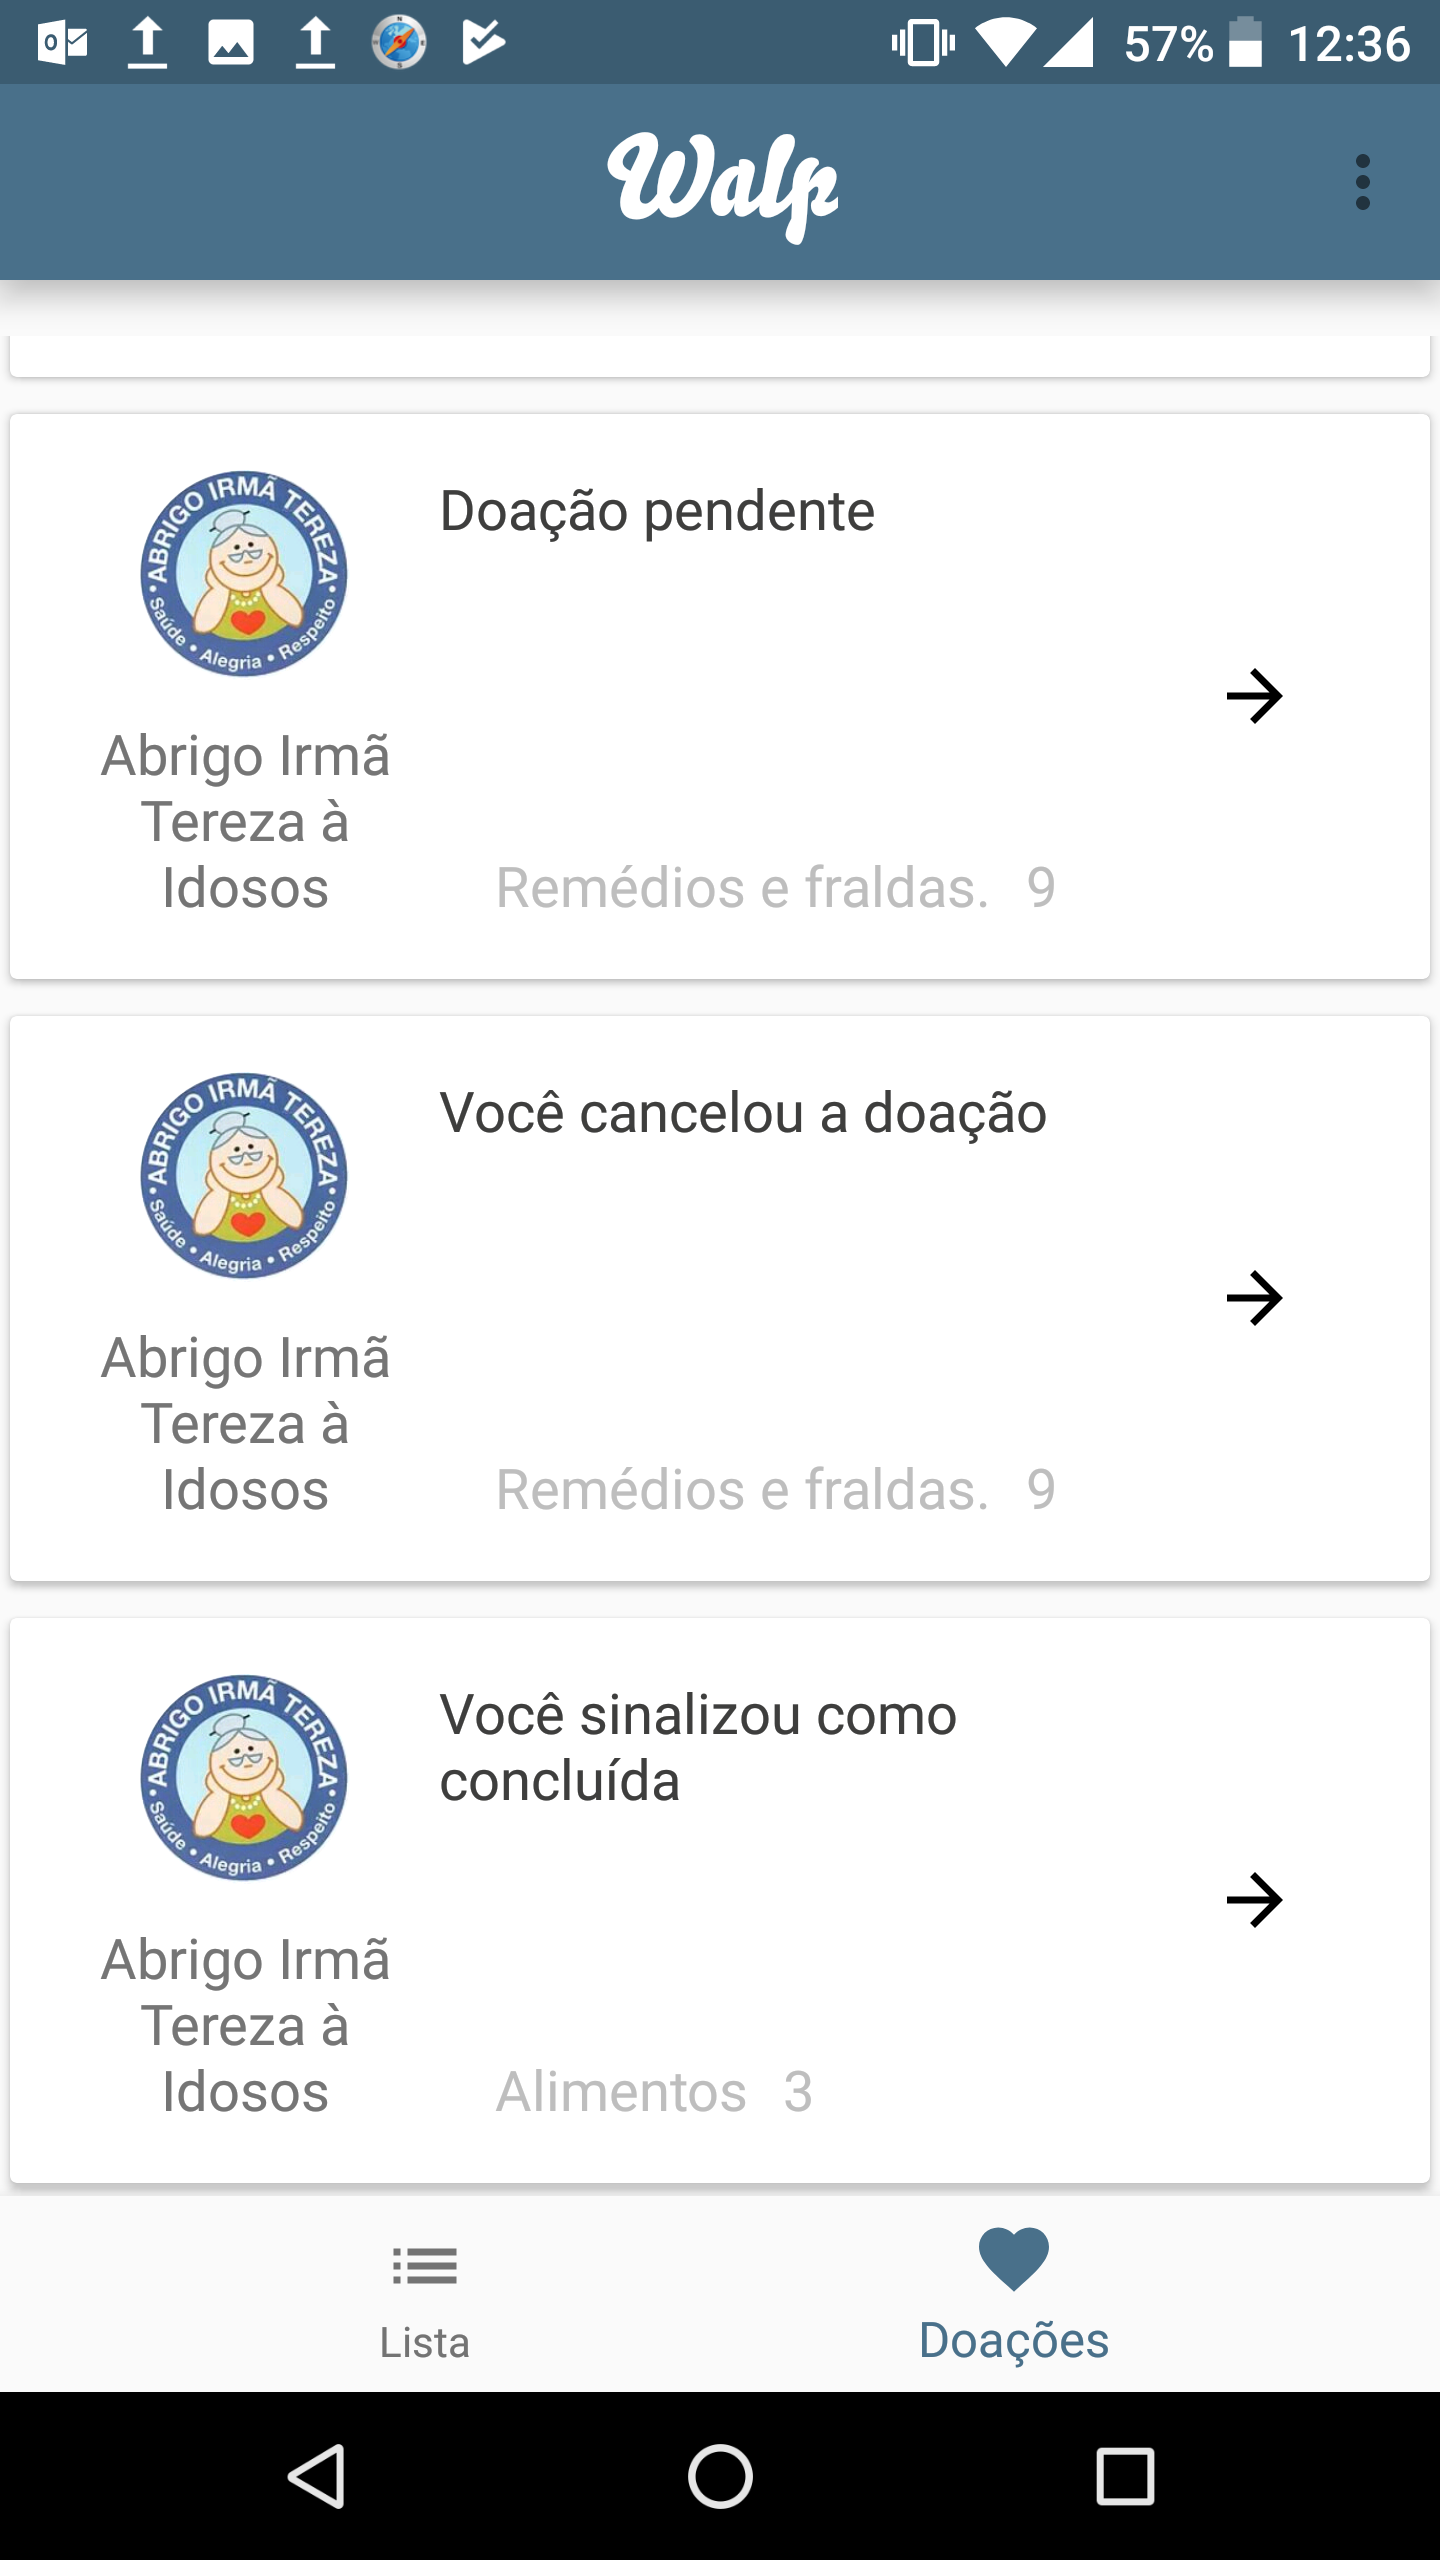 57% 12:36
Walp
ABRIGO IRMÃ TEREZA
Saúde • Alegria • Respeito
Doação pendente
Abrigo Irmã
Tereza à
Idosos
Remédios e fraldas. 9
ABRIGO IRMÃ TEREZA
Saúde • Alegria • Respeito
Você cancelou a doação
Abrigo Irmã
Tereza à
Idosos
Remédios e fraldas. 9
ABRIGO IRMÃ TEREZA
Saúde • Alegria • Respeito
Você sinalizou como
concluída
Abrigo Irmã
Tereza à
Idosos
Alimentos 3
Lista
Doações